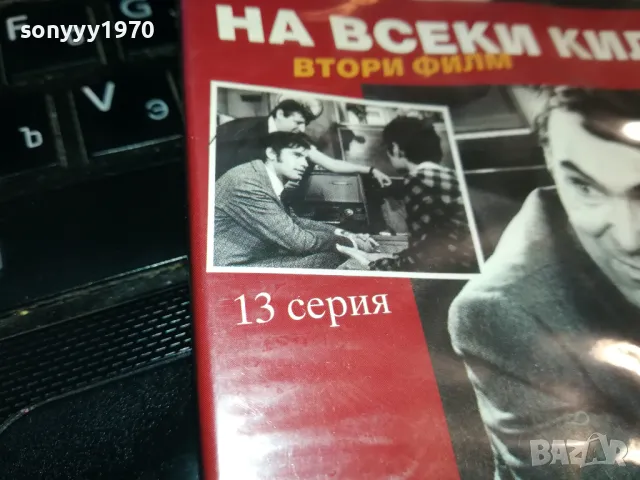 sonyyy1970
F G
V Э
Ъ
НА ВСЕКИ КИЛ
ВТОРИ ФИЛМ
13 серия
BAZAR